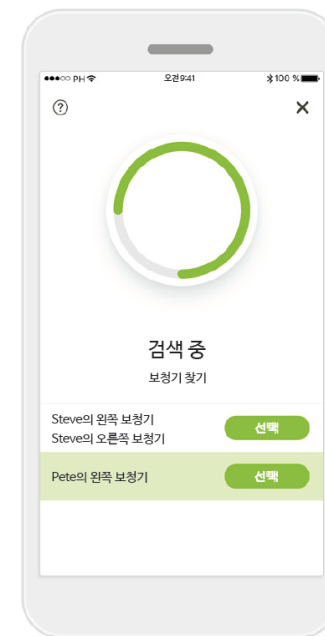 PH 오전9:41 100 %
?
검색 중
보청기 찾기
Steve의 왼쪽 보청기
Steve의 오른쪽 보청기
선택
Pete의 왼쪽 보청기 선택